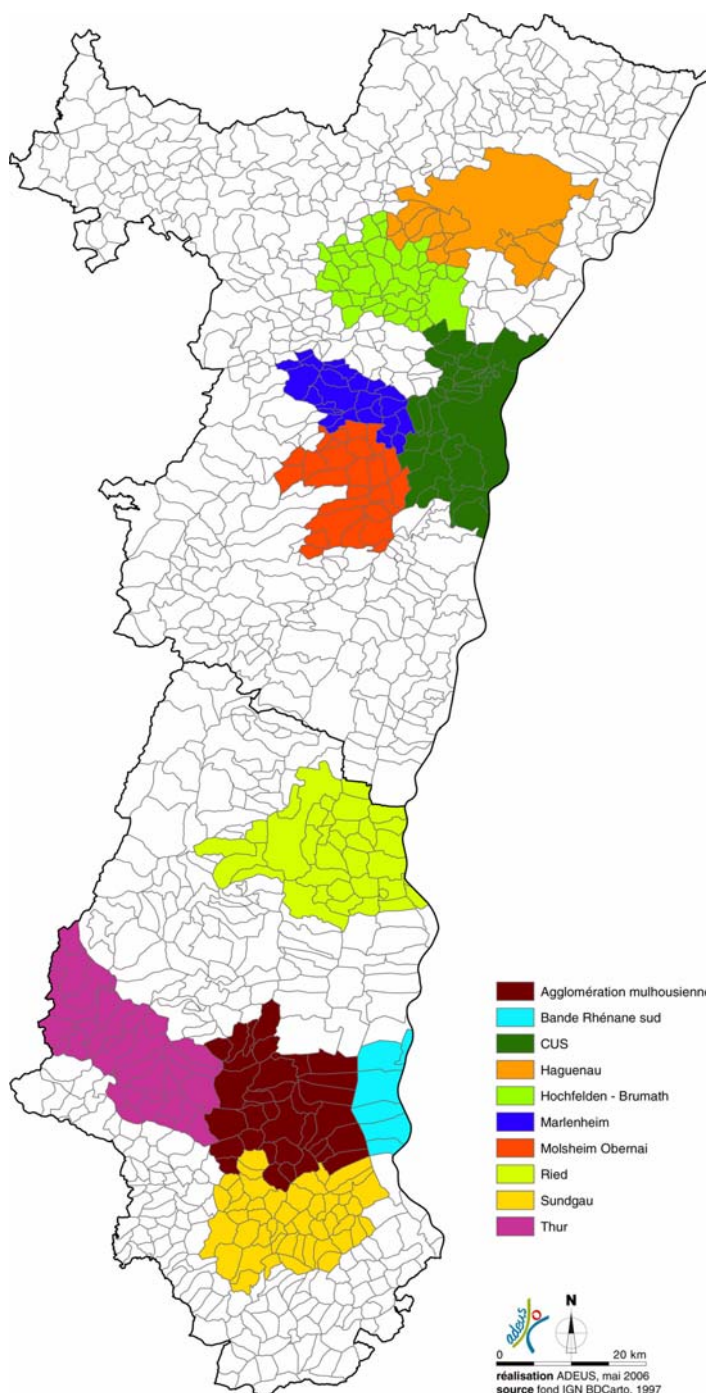 Agglomération mulhousienne
Bande Rhénane sud
CUS
Haguenau
Hochfelden - Brumath
Marlenheim
Molsheim Obernai
Ried
Sundgau
Thur
adeus
N
0 20 km
réalisation ADEUS, mai 2006
source fond IGN BDCarto, 1997